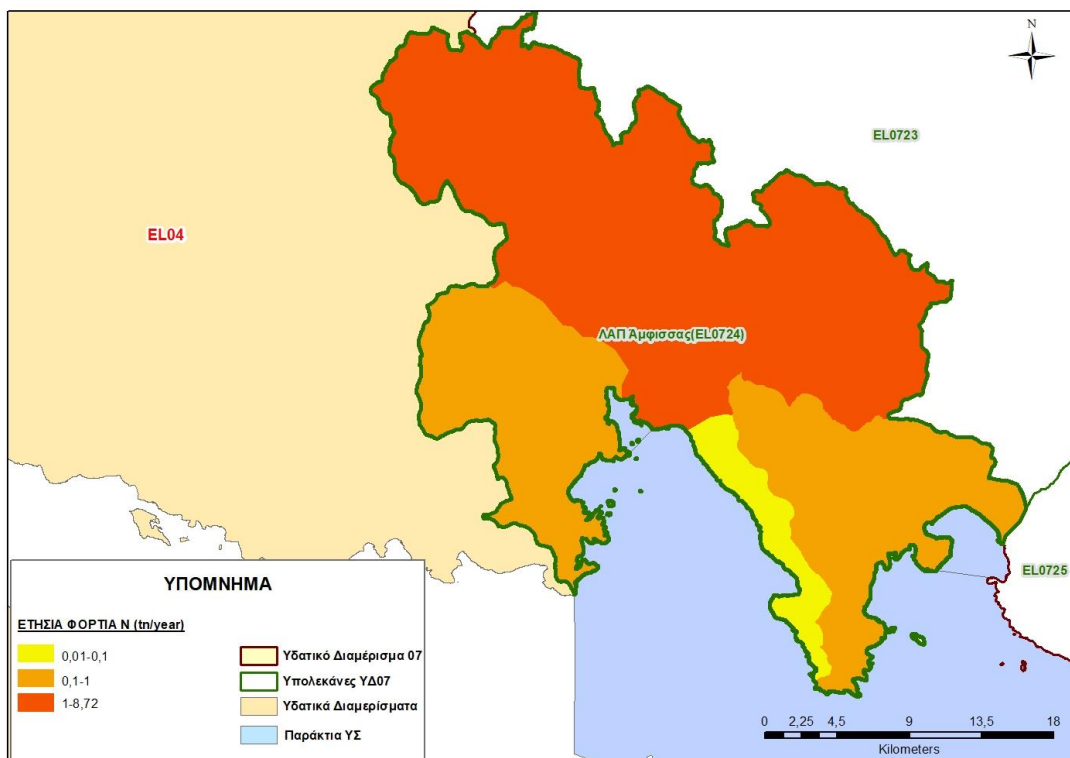 N
EL0723
EL04
ΛΑΠ Άμφισσας(EL0724)
EL0725
ΥΠΟΜΝΗΜΑ
ΕΤΗΣΙΑ ΦΟΡΤΙΑ Ν (tn/year)
0,01-0,1
0,1-1
1-8,72
Υδατικό Διαμέρισμα 07
Υπολεκάνες ΥΔ07
Υδατικά Διαμερίσματα
Παράκτια ΥΣ
0 2,25 4,5 9 13,5 18
Kilometers